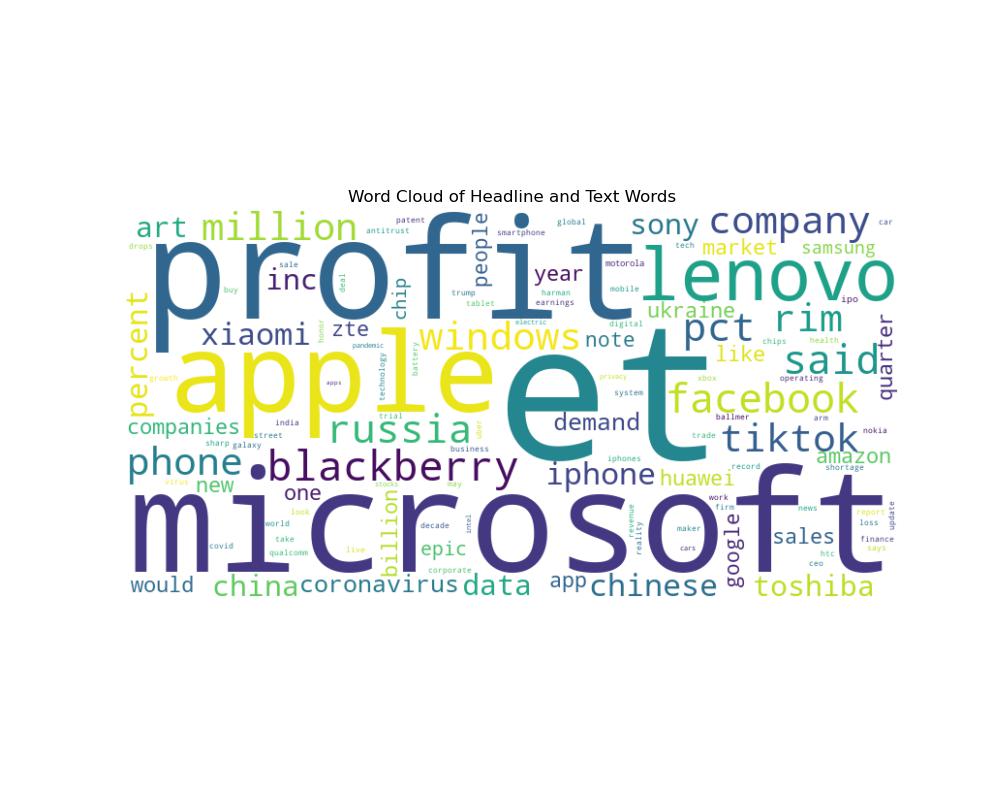 Word Cloud of Headline and Text Words
art million patent antitrust people smartphone global sony company car
drops profit tech market samsung
sale inc deal chip year motorola lenovo
buy trump tablet harman earnings mobile ipo
percent xiaomi honor zte windows electric note digital ukraine pct rim quarter
pandemic apple et like chips health said
growth apps technology battery privacy xbox operating
system facebook
companies india russia trial uber demand ballmer arm nokia
sharp street galaxy business trade tiktok
phone blackberry iphones amazon
virus new one stocks may iphone huawei record shortage
microsoft
look billion decade intel work firm news report update
world revenue reality maker sales loss
covid take qualcomm live epic cars google htc finance says
corporate ceo
would china coronavirus data app chinese toshiba